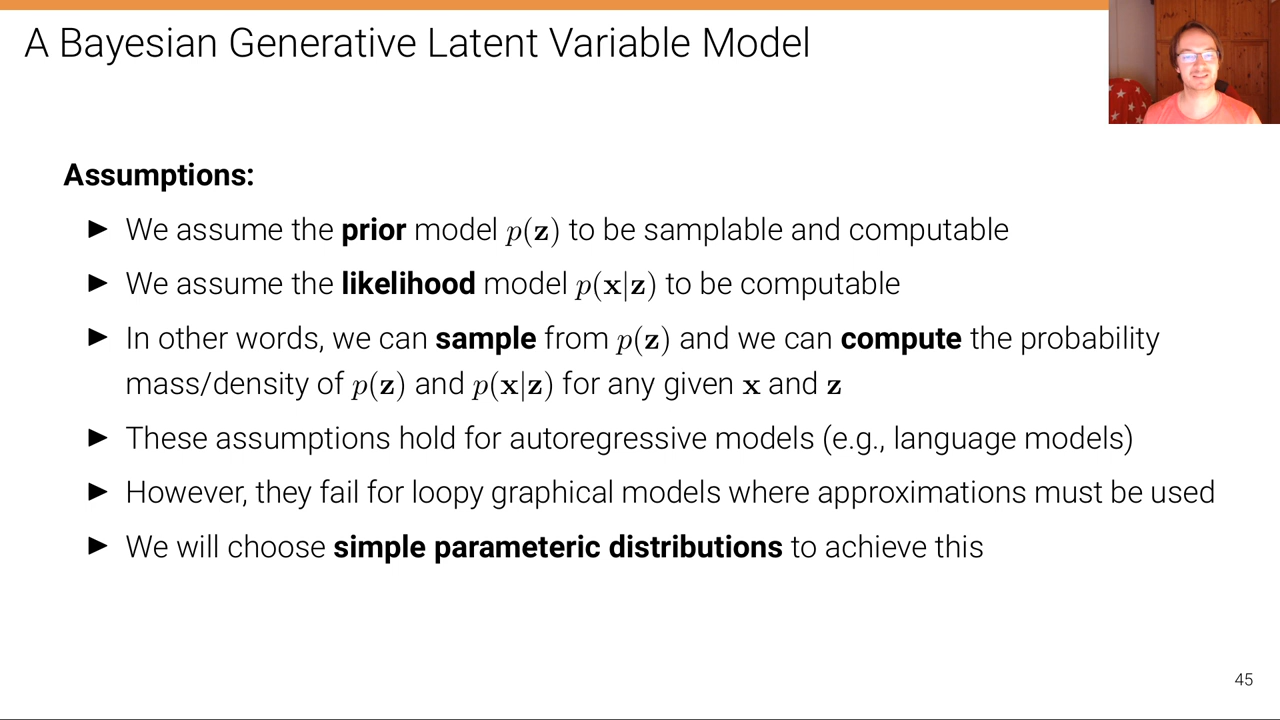 A Bayesian Generative Latent Variable Model
Assumptions:
► We assume the prior model p(z) to be samplable and computable
► We assume the likelihood model p(x|z) to be computable
► In other words, we can sample from p(z) and we can compute the probability
mass/density of p(z) and p(x|z) for any given x and z
► These assumptions hold for autoregressive models (e.g., language models)
► However, they fail for loopy graphical models where approximations must be used
► We will choose simple parameteric distributions to achieve this
45